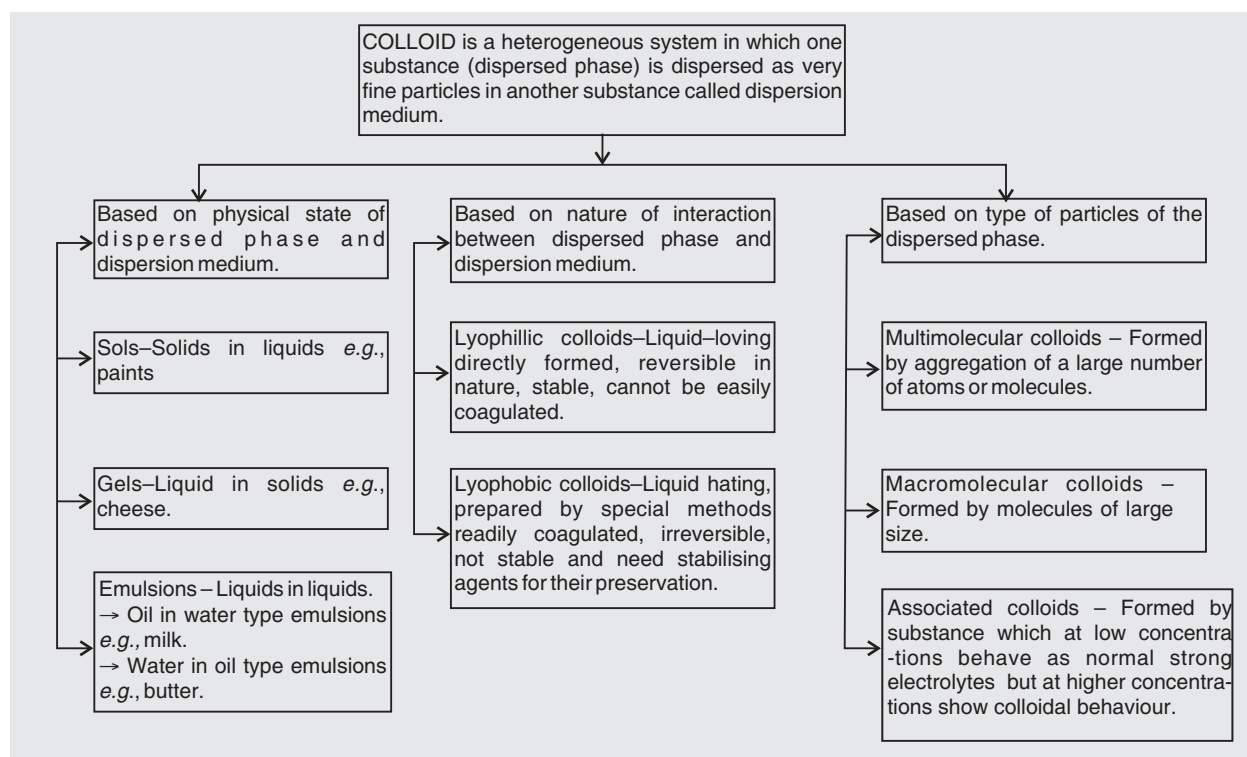 COLLOID is a heterogeneous system in which one
substance (dispersed phase) is dispersed as very
fine particles in another substance called dispersion
medium.
Based on physical state of
dispersed phase and
dispersion medium.
Sols–Solids in liquids e.g.,
paints
Gels–Liquid in solids e.g.,
cheese.
Emulsions – Liquids in liquids.
→ Oil in water type emulsions
e.g., milk.
→ Water in oil type emulsions
e.g., butter.
Based on nature of interaction
between dispersed phase and
dispersion medium.
Lyophillic colloids–Liquid–loving
directly formed, reversible in
nature, stable, cannot be easily
coagulated.
Lyophobic colloids–Liquid hating,
prepared by special methods
readily coagulated, irreversible,
not stable and need stabilising
agents for their preservation.
Based on type of particles of the
dispersed phase.
Multimolecular colloids – Formed
by aggregation of a large number
of atoms or molecules.
Macromolecular colloids –
Formed by molecules of large
size.
Associated colloids – Formed by
substance which at low concentra
-tions behave as normal strong
electrolytes but at higher concentra-
tions show colloidal behaviour.